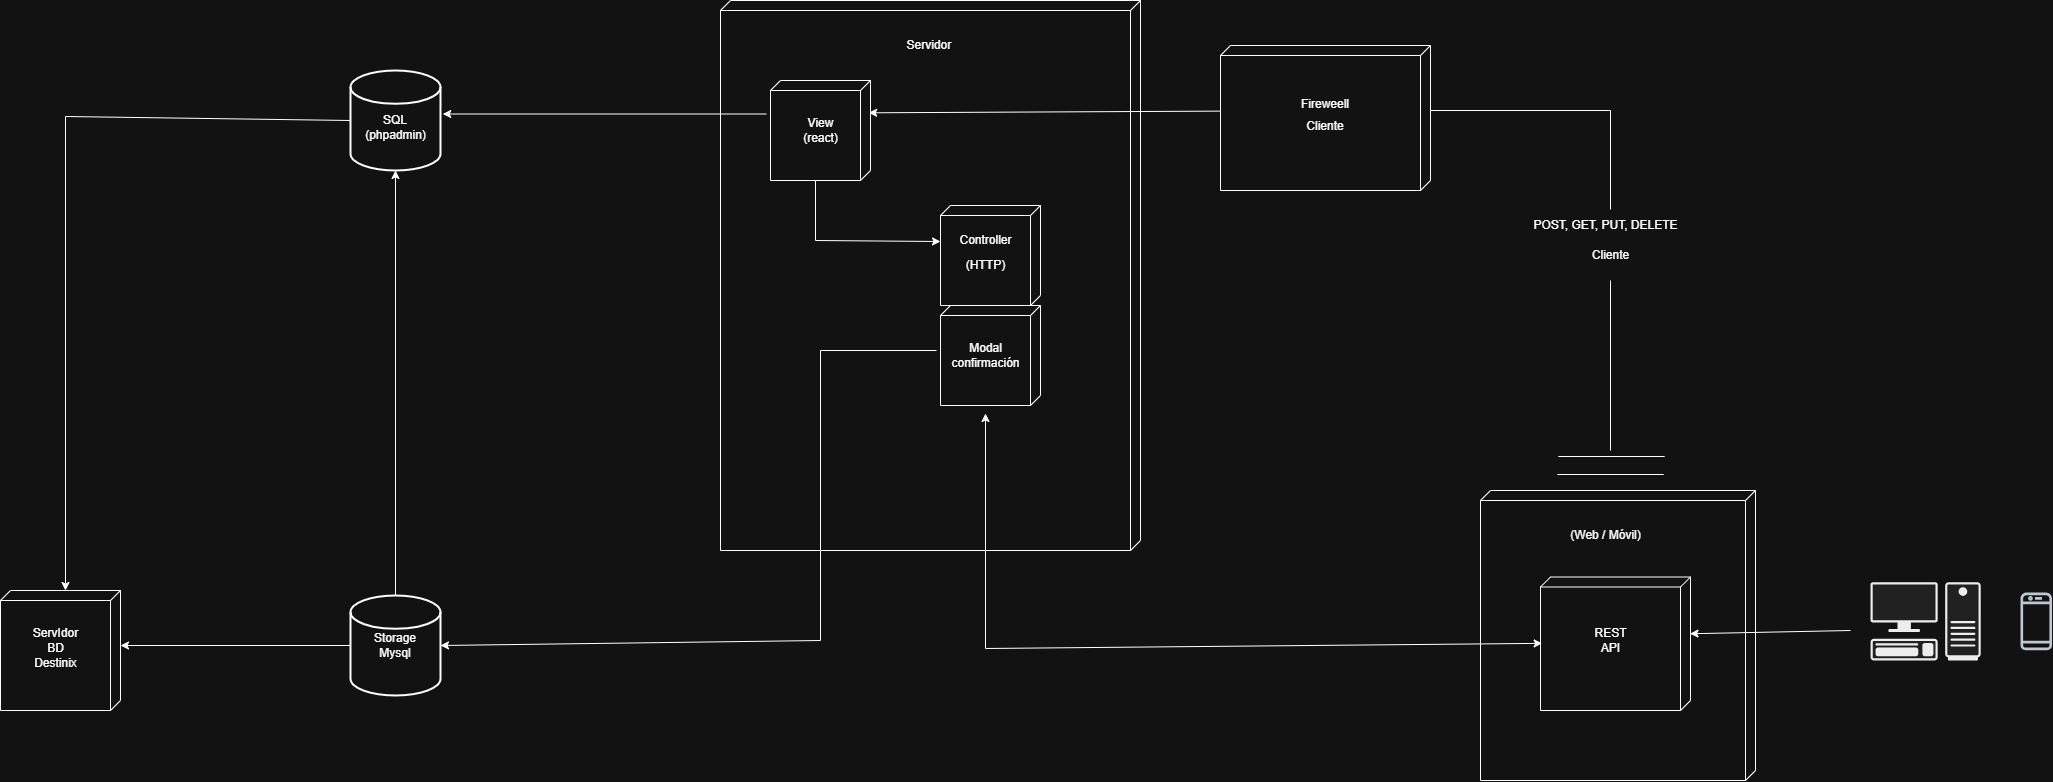 Servidor
SQL
(phpadmin)
View
(react)
Fireweell
Cliente
Controller
(HTTP)
POST, GET, PUT, DELETE
Cliente
Modal
confirmación
(Web / Móvil)
Servidor
BD
Destinix
Storage
Mysql
REST
API